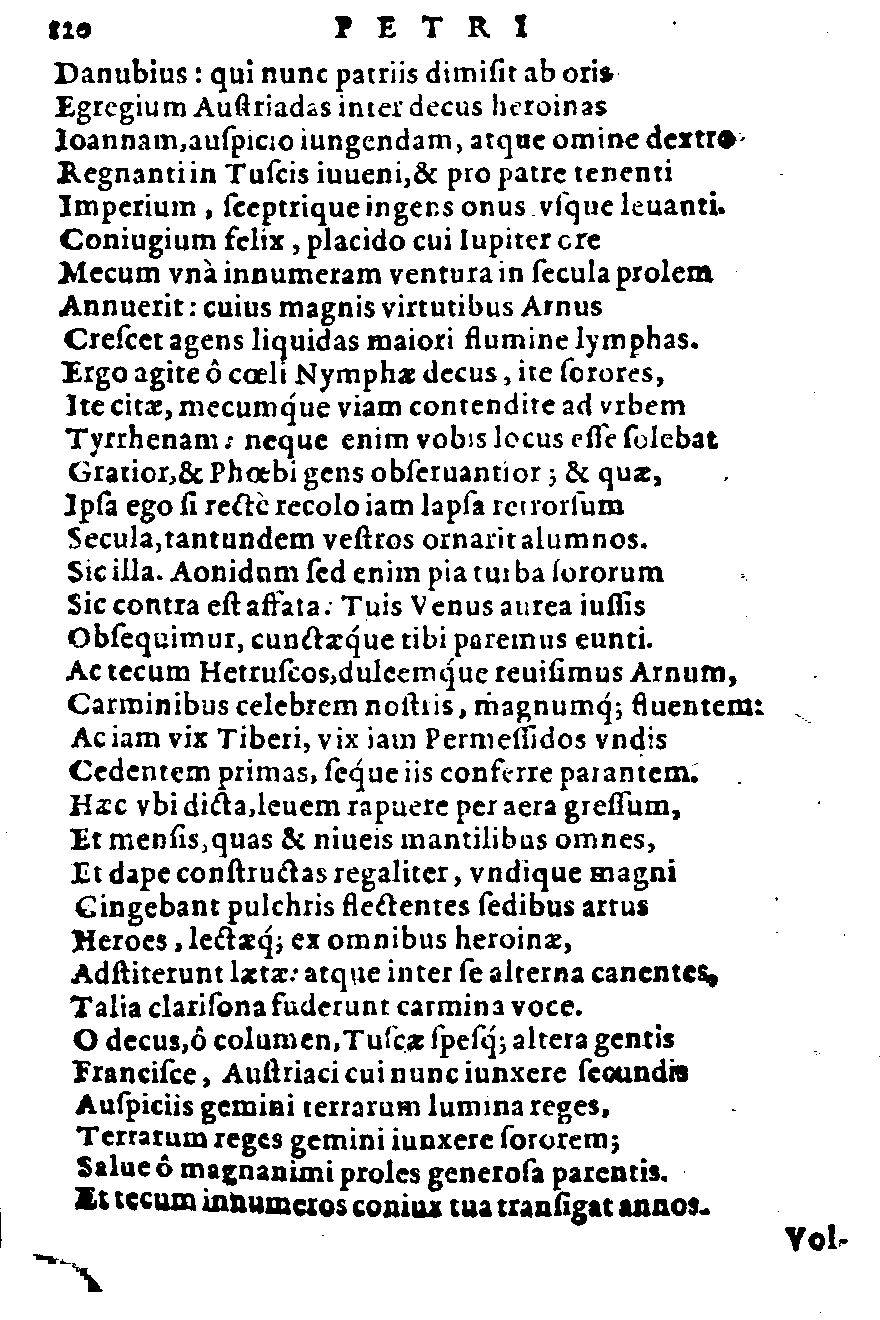 120 PETRI
Danubius : qui nunc patriis dimiſit ab oris
Egregium Auſtriadas inter decus heroinas
Ioannam, auſpicio iungendam, atque omine dextro
Regnanti in Tuſcis iuueni, & pro patre tenenti
Imperium , ſceptrique ingens onus vſque leuanti.
Coniugium felix , placido cui Iupiter ore
Mecum vnà innumeram ventura in ſecula prolem
Annuerit : cuius magnis virtutibus Arnus
Creſcet agens liquidas maiori flumine lymphas.
Ergo agite ô cœli Nymphæ decus , ite ſorores,
Ite citæ, mecumq́ue viam contendite ad vrbem
Tyrrhenam : neque enim vobis locus eſſe ſolebat
Gratior, & Phœbi gens obſeruantior ; & quæ,
Ipſa ego ſi rectè recolo iam lapſa retrorſum
Secula, tantundem veſtros ornarit alumnos.
Sic illa. Aonidum ſed enim pia turba ſororum
Sic contra eſt affata : Tuis Venus aurea iuſſis
Obſequimur, cunctæq́ue tibi paremus eunti.
Ac tecum Hetruſcos, dulcemq́ue reuiſimus Arnum,
Carminibus celebrem noſtris , magnumq́; fluentem:
Ac iam vix Tiberi, vix iam Permeſſidos vndis
Cedentem primas, ſeq́ue iis conferre parantem.
Hæc vbi dicta, leuem rapuere per aera greſſum,
Et menſis, quas & niueis mantilibus omnes,
Et dape conſtructas regaliter , vndique magni
Cingebant pulchris flectentes ſedibus artus
Heroes , lectæq́; ex omnibus heroinæ,
Adſtiterunt lætæ: atque inter ſe alterna canentes,
Talia clariſona fuderunt carmina voce.
O decus, ô columen, Tuſcæ ſpeſq́; altera gentis
Franciſce , Auſtriaci cui nunc iunxere ſecundis
Auſpiciis gemini terrarum lumina reges,
Terrarum reges gemini iunxere ſororem;
Salue ô magnanimi proles generoſa parentis.
Et tecum innumeros coniux tua tranſigat annos.
Vol-